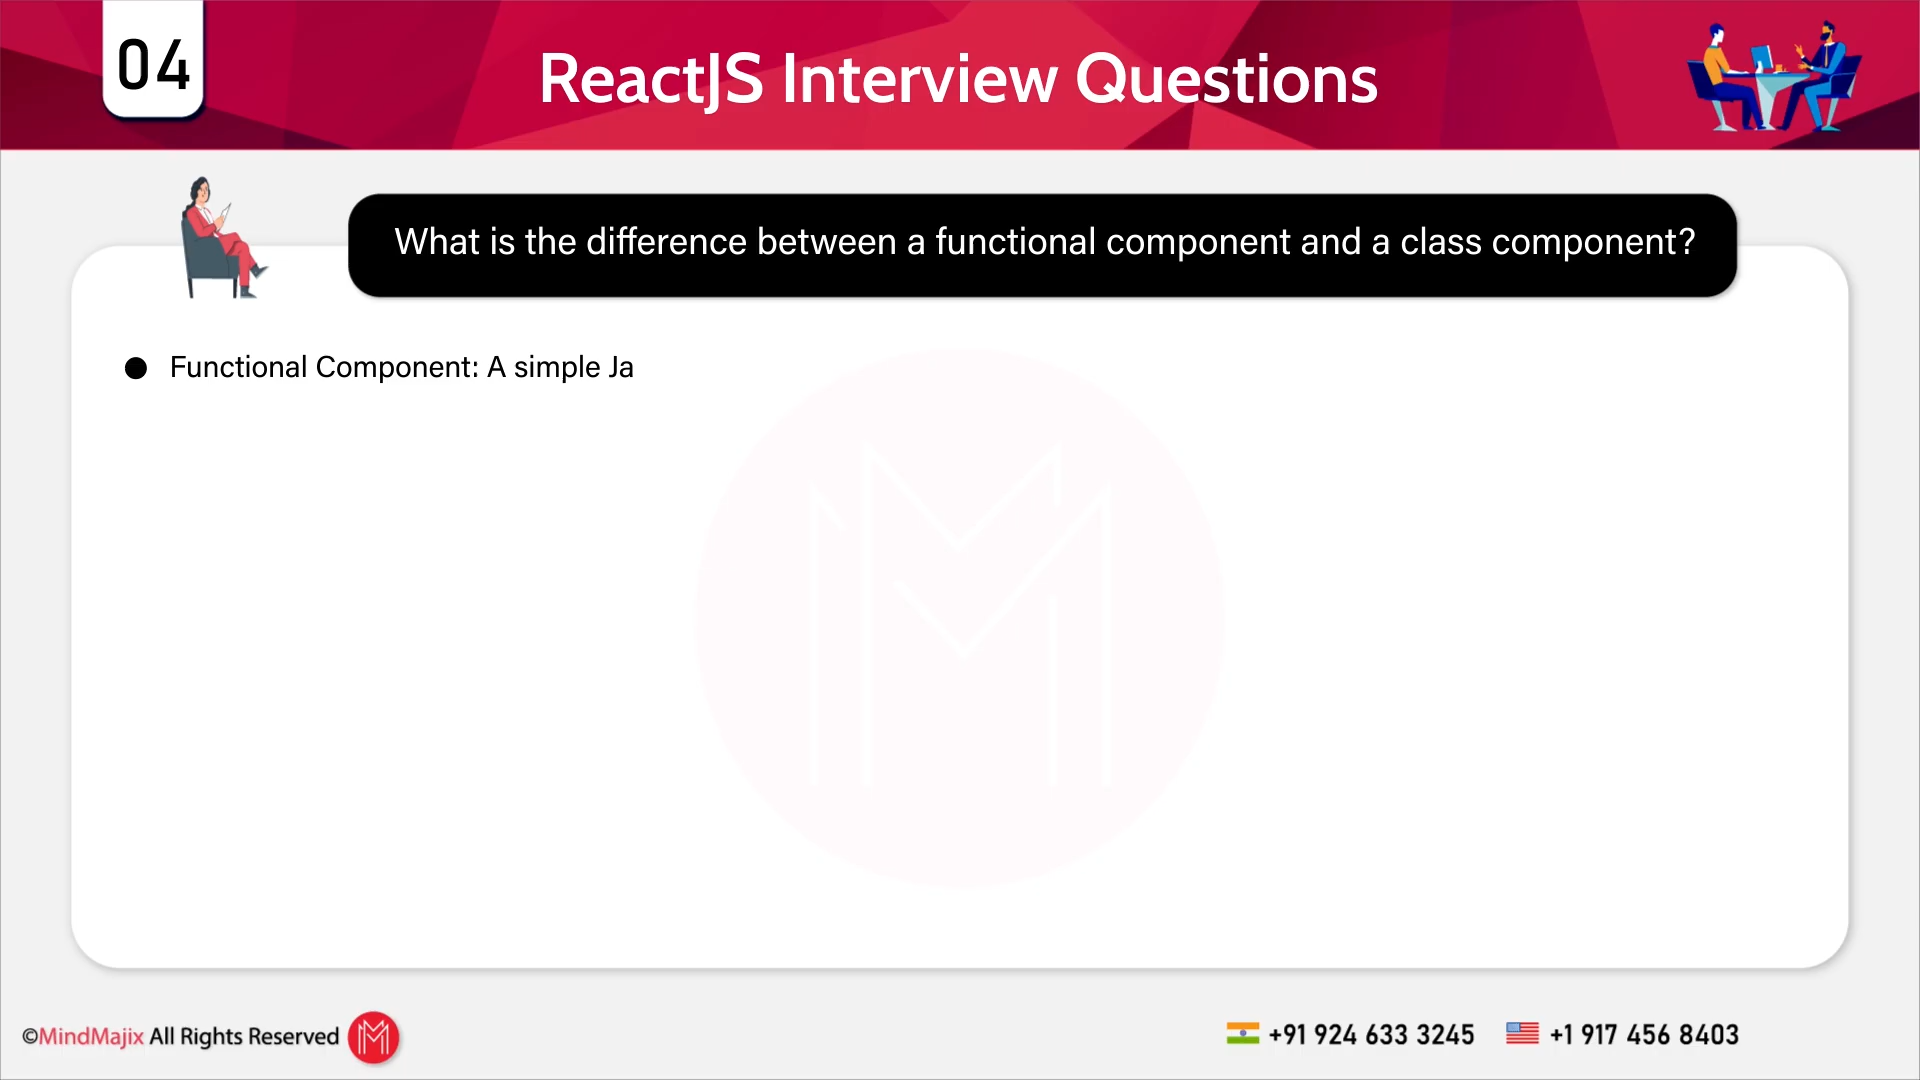 04
ReactJS Interview Questions
What is the difference between a functional component and a class component?
● Functional Component: A simple Ja
©MindMajix All Rights Reserved
+91 924 633 3245
+1 917 456 8403